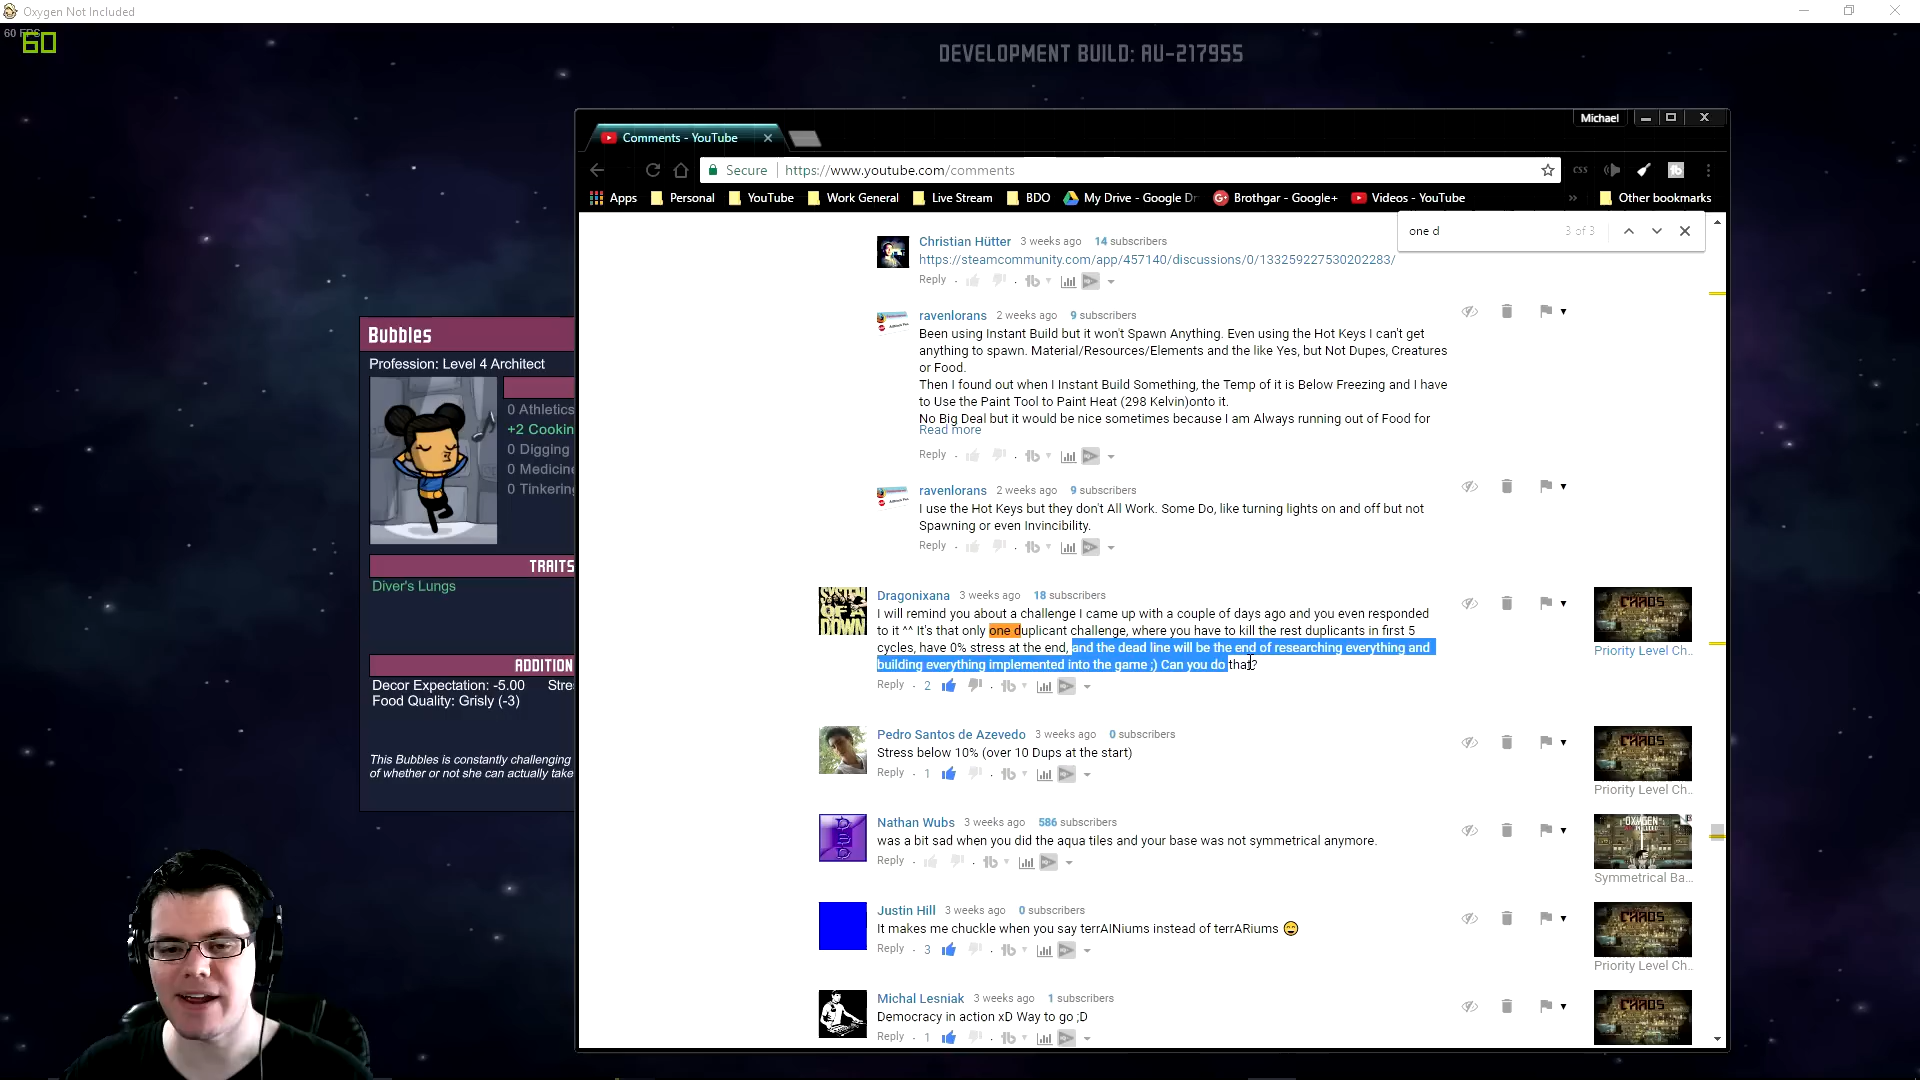 Oxygen Not Included
60 FPS
60
DEVELOPMENT BUILD: AU-217955
Michael
Comments - YouTube
Secure
https://www.youtube.com/comments
CSS
Apps
Personal
YouTube
Work General
Live Stream
BDO
My Drive - Google Dr
Brothgar - Google+
Videos - YouTube
»
Other bookmarks
one d
3 of 3
Christian Hütter 3 weeks ago 14 subscribers
https://steamcommunity.com/app/457140/discussions/0/133259227530202283/
Reply
ravenlorans 2 weeks ago 9 subscribers
Been using Instant Build but it won't Spawn Anything. Even using the Hot Keys I can't get
anything to spawn. Material/Resources/Elements and the like Yes, but Not Dupes, Creatures
or Food.
Then I found out when I Instant Build Something, the Temp of it is Below Freezing and I have
to Use the Paint Tool to Paint Heat (298 Kelvin)onto it.
No Big Deal but it would be nice sometimes because I am Always running out of Food for
Read more
Reply
ravenlorans 2 weeks ago 9 subscribers
I use the Hot Keys but they don't All Work. Some Do, like turning lights on and off but not
Spawning or even Invincibility.
Reply
Dragonixana 3 weeks ago 18 subscribers
I will remind you about a challenge I came up with a couple of days ago and you even responded
to it ^^ It's that only one duplicant challenge, where you have to kill the rest duplicants in first 5
cycles, have 0% stress at the end, and the dead line will be the end of researching everything and
building everything implemented into the game ;) Can you do that?
Reply 2
Priority Level Ch..
Pedro Santos de Azevedo 3 weeks ago 0 subscribers
Stress below 10% (over 10 Dups at the start)
Reply 1
Priority Level Ch..
Nathan Wubs 3 weeks ago 586 subscribers
was a bit sad when you did the aqua tiles and your base was not symmetrical anymore.
Reply
Symmetrical Ba...
Justin Hill 3 weeks ago 0 subscribers
It makes me chuckle when you say terrAINiums instead of terrARiums 😄
Reply 3
Priority Level Ch..
Michal Lesniak 3 weeks ago 1 subscribers
Democracy in action xD Way to go ;D
Reply 1
CHAOS
CHAOS
OXYGEN
CHAOS
CHAOS
Bubbles
Profession: Level 4 Architect
0 Athletics
+2 Cookin
0 Digging
0 Medicine
0 Tinkering
TRAITS
Diver's Lungs
ADDITION
Decor Expectation: -5.00 Stre
Food Quality: Grisly (-3)
This Bubbles is constantly challenging
of whether or not she can actually take